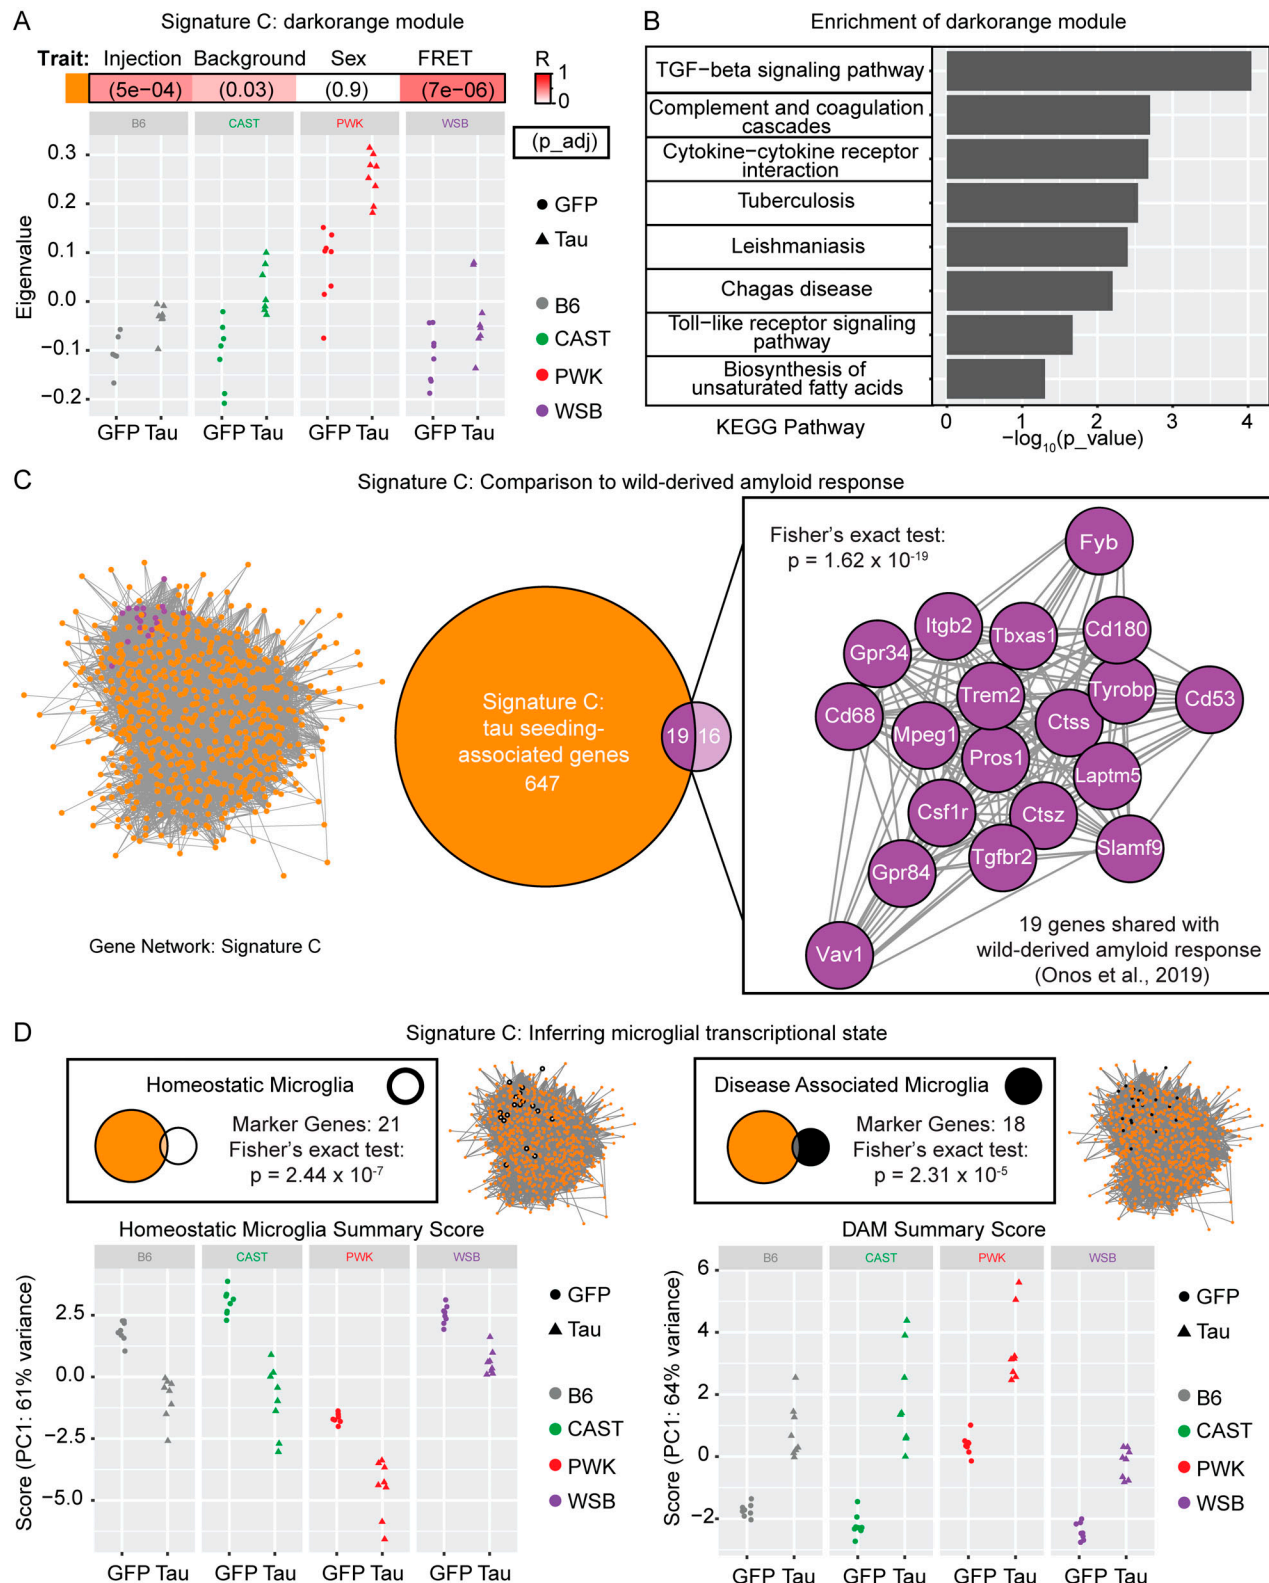 A
Signature C: darkorange module
Trait: Injection Background Sex FRET
(5e−04) (0.03) (0.9) (7e−06)
R
1
0
(p_adj)
B6 CAST PWK WSB
Eigenvalue
0.3
0.2
0.1
0.0
−0.1
−0.2
GFP Tau GFP Tau GFP Tau GFP Tau
GFP
Tau
B6
CAST
PWK
WSB
B
Enrichment of darkorange module
TGF−beta signaling pathway
Complement and coagulation
cascades
Cytokine−cytokine receptor
interaction
Tuberculosis
Leishmaniasis
Chagas disease
Toll−like receptor signaling
pathway
Biosynthesis of
unsaturated fatty acids
KEGG Pathway
0 1 2 3 4
−log10(p_value)
C
Signature C: Comparison to wild-derived amyloid response
Gene Network: Signature C
Signature C:
tau seeding-
associated genes
647
19 16
Fisher's exact test:
p = 1.62 x 10-19
Fyb
Itgb2
Tbxas1
Cd180
Gpr34
Trem2
Tyrobp
Cd53
Cd68
Mpeg1
Ctss
Pros1
Laptm5
Csf1r
Ctsz
Slamf9
Gpr84
Tgfbr2
Vav1
19 genes shared with
wild-derived amyloid response
(Onos et al., 2019)
D
Signature C: Inferring microglial transcriptional state
Homeostatic Microglia
Marker Genes: 21
Fisher's exact test:
p = 2.44 x 10-7
Homeostatic Microglia Summary Score
B6 CAST PWK WSB
Score (PC1: 61% variance)
2.5
0.0
−2.5
−5.0
GFP Tau GFP Tau GFP Tau GFP Tau
GFP
Tau
B6
CAST
PWK
WSB
Disease Associated Microglia
Marker Genes: 18
Fisher's exact test:
p = 2.31 x 10-5
DAM Summary Score
B6 CAST PWK WSB
Score (PC1: 64% variance)
6
4
2
0
−2
GFP Tau GFP Tau GFP Tau GFP Tau
GFP
Tau
B6
CAST
PWK
WSB